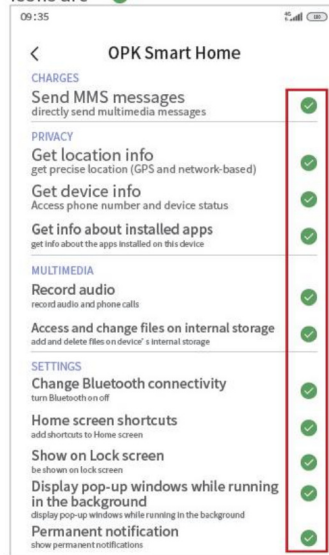 09:35
OPK Smart Home
CHARGES
Send MMS messages
directly send multimedia messages
PRIVACY
Get location info
get precise location (GPS and network-based)
Get device info
Access phone number and device status
Get info about installed apps
get info about the apps installed on this device
MULTIMEDIA
Record audio
record audio and phone calls
Access and change files on internal storage
add and delete files on device's internal storage
SETTINGS
Change Bluetooth connectivity
turn Bluetooth on off
Home screen shortcuts
add shortcuts to Home screen
Show on Lock screen
be shown on lock screen
Display pop-up windows while running
in the background
display pop-up windows while running in the background
Permanent notification
show permanent notifications